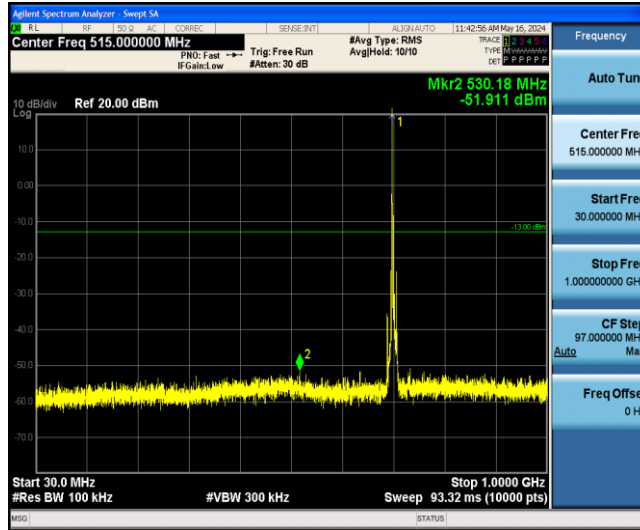 Agilent Spectrum Analyzer - Swept SA
RL RF 50 Ω AC CORREC SENSE:INT ALIGN AUTO 11:42:56 AM May 16, 2024
Center Freq 515.000000 MHz
PNO: Fast
IFGain:Low
Trig: Free Run
#Atten: 30 dB
#Avg Type: RMS
Avg|Hold: 10/10
TRACE 1 2 3 4 5 6
TYPE M
DET P P P P P P
Mkr2 530.18 MHz
-51.911 dBm
10 dB/div
Log
Ref 20.00 dBm
1
10.0
0.00
-10.0
-13.00 dBm
-20.0
-30.0
-40.0
-50.0
2
-60.0
-70.0
Start 30.0 MHz
Stop 1.0000 GHz
#Res BW 100 kHz
#VBW 300 kHz
Sweep 93.32 ms (10000 pts)
MSG
STATUS
Frequency
Auto Tun
Center Fre
515.000000 MH
Start Fre
30.000000 MH
Stop Fre
1.000000000 GH
CF Step
97.000000 MH
Auto Ma
Freq Offse
0 H